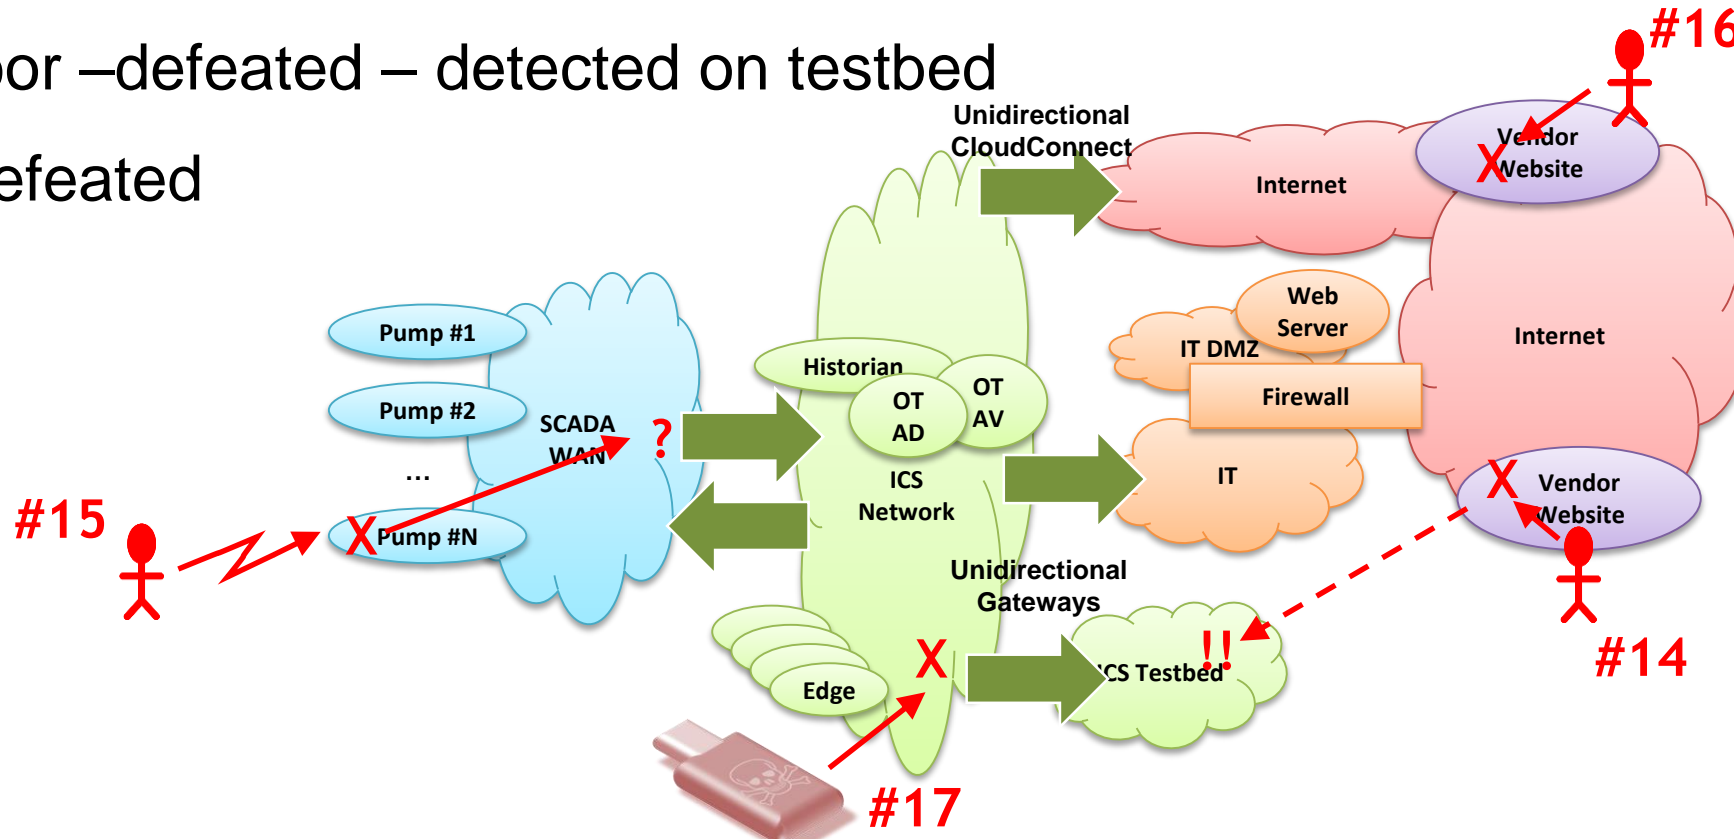 oor –defeated – detected on testbed
efeated
#16
Unidirectional
CloudConnect
Vendor
Website
X
Internet
Web
Server
IT DMZ
Firewall
Internet
Pump #1
Pump #2
...
Pump #N
X
SCADA
WAN
?
Historian
OT
AD
OT
AV
ICS
Network
IT
X
Vendor
Website
#15
Unidirectional
Gateways
#14
Edge
X
!!
ICS Testbed
#17